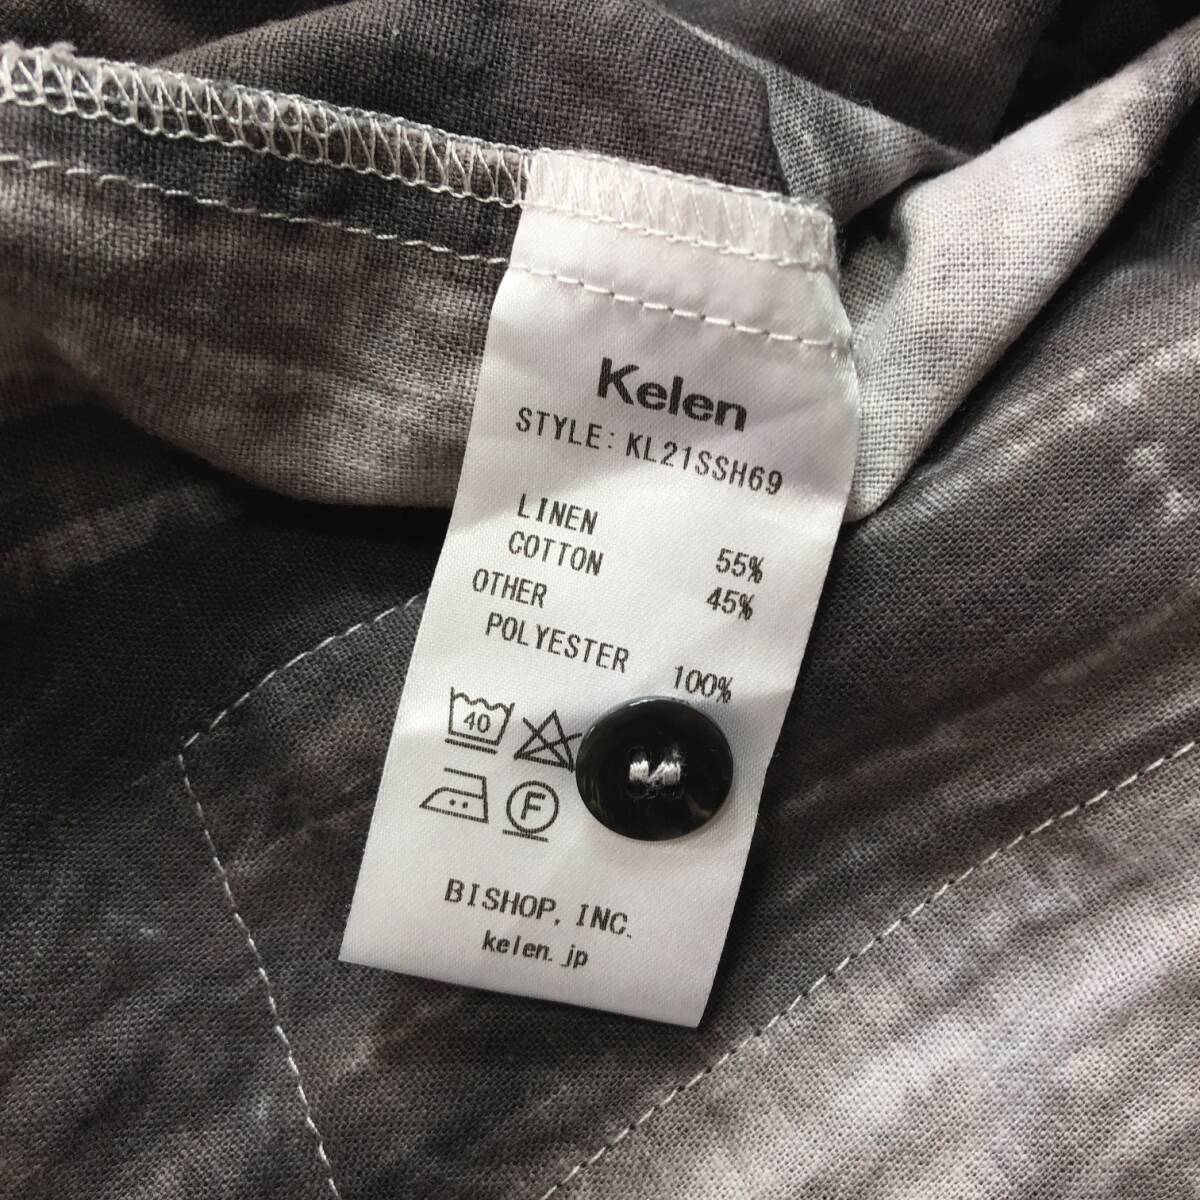 Kelen
STYLE: KL21SSH69
LINEN 55%
COTTON 45%
OTHER
POLYESTER 100%
40
F
BISHOP, INC.
kelen.jp